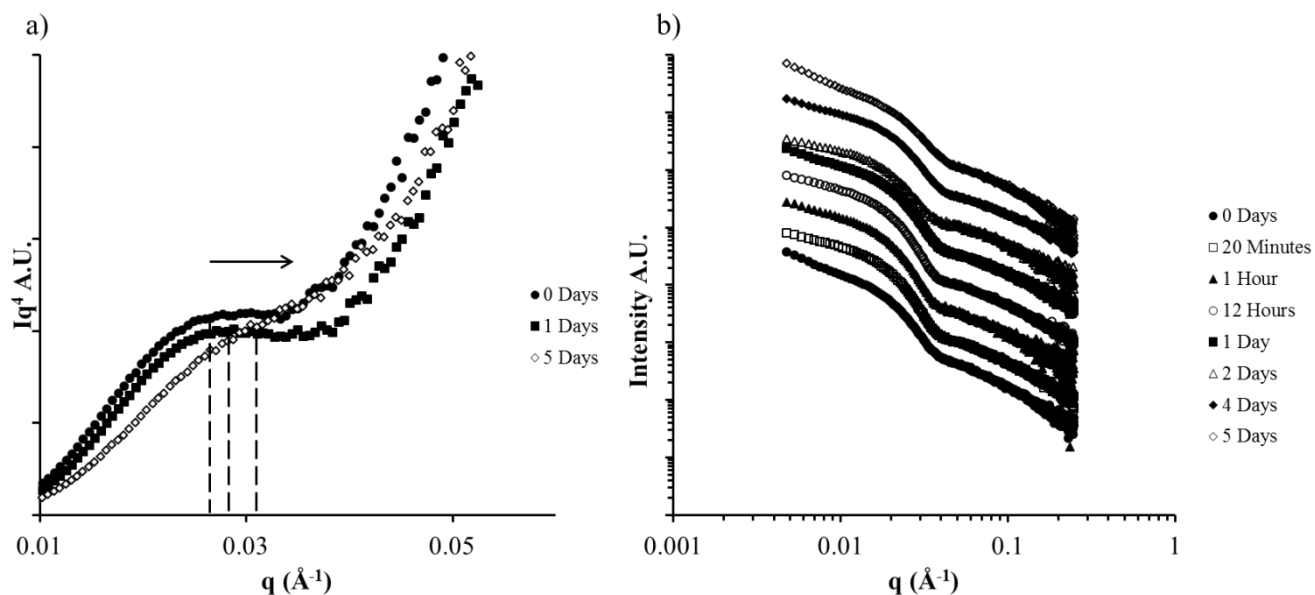 a)
Iq⁴ A.U.
0 Days
1 Days
5 Days
0.01
0.03
0.05
q (Å⁻¹)
b)
Intensity A.U.
0 Days
20 Minutes
1 Hour
12 Hours
1 Day
2 Days
4 Days
5 Days
0.001
0.01
0.1
1
q (Å⁻¹)